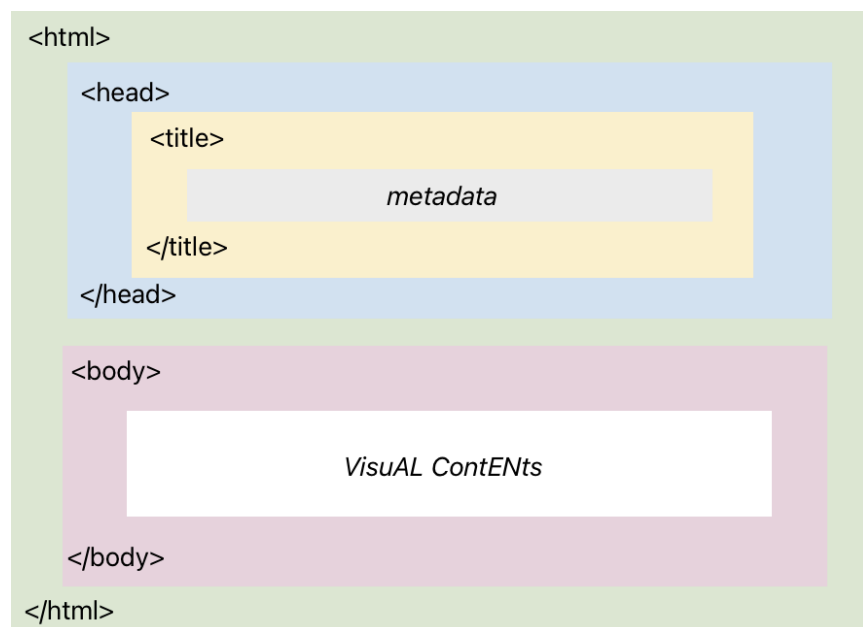 <html>
<head>
<title>
metadata
</title>
</head>
<body>
VisuAL ContENts
</body>
</html>